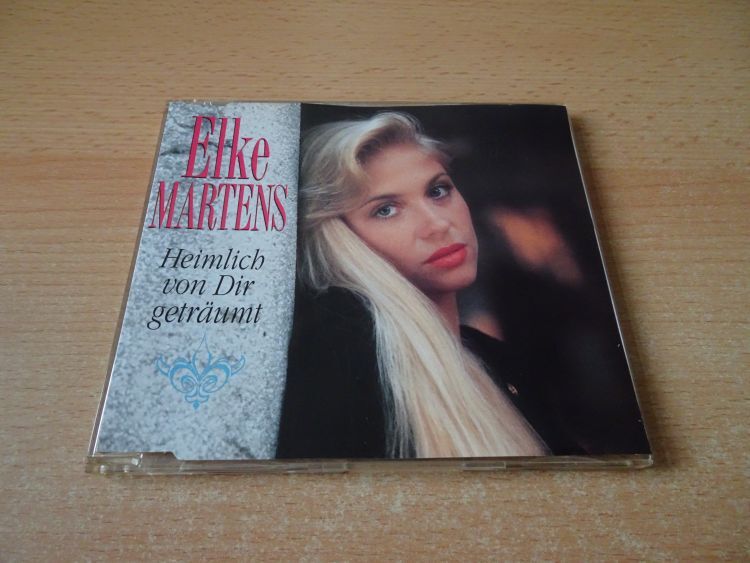 Elke
MARTENS
Heimlich
von Dir
geträumt